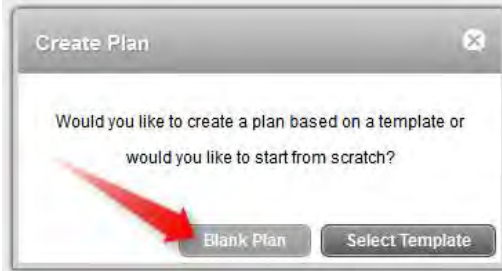 Create Plan
Would you like to create a plan based on a template or
would you like to start from scratch?
Blank Plan Select Template